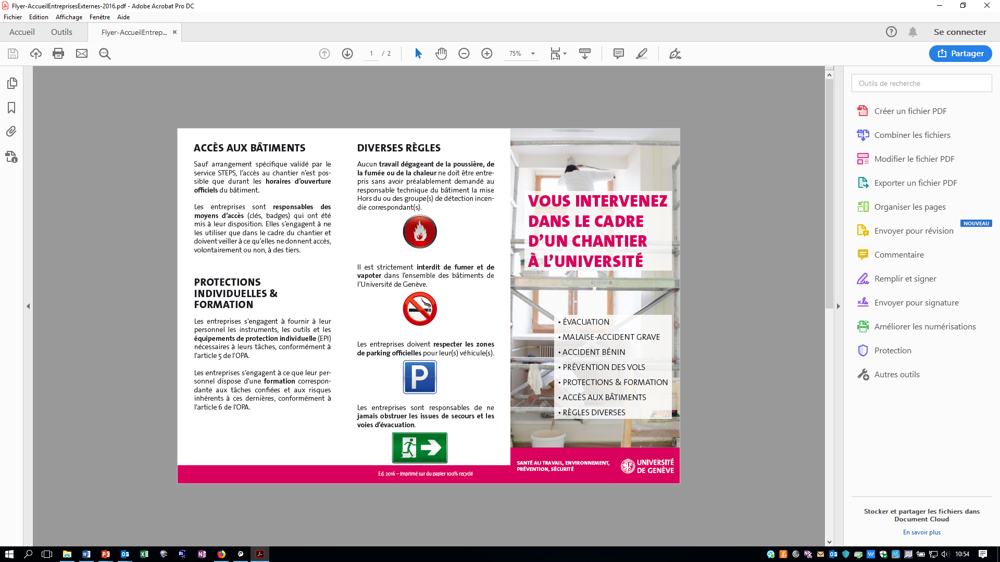 Flyer-AccueilEntreprisesExternes-2016.pdf - Adobe Acrobat Pro DC
Fichier Edition Affichage Fenêtre Aide
Accueil Outils Flyer-AccueilEntrep... × Se connecter
1 / 2 75% Partager
ACCÈS AUX BÂTIMENTS
Sauf arrangement spécifique validé par le
service STEPS, l’accès au chantier n’est pos-
sible que durant les horaires d’ouverture
officiels du bâtiment.
Les entreprises sont responsables des
moyens d’accès (clés, badges) qui ont été
mis à leur disposition. Elles s’engagent à ne
les utiliser que dans le cadre du chantier et
doivent veiller à ce qu’elles ne donnent accès,
volontairement ou non, à des tiers.
PROTECTIONS
INDIVIDUELLES &
FORMATION
Les entreprises s'engagent à fournir à leur
personnel les instruments, les outils et les
équipements de protection individuelle (EPI)
nécessaires à leurs tâches, conformément à
l'article 5 de l'OPA.
Les entreprises s'engagent à ce que leur per-
sonnel dispose d'une formation correspon-
dante aux tâches confiées et aux risques
inhérents à ces dernières, conformément à
l'article 6 de l'OPA.
DIVERSES RÈGLES
Aucun travail dégageant de la poussière, de
la fumée ou de la chaleur ne doit être entre-
pris sans avoir préalablement demandé au
responsable technique du bâtiment la mise
Hors du ou des groupe(s) de détection incen-
die correspondant(s).
Il est strictement interdit de fumer et de
vapoter dans l’ensemble des bâtiments de
l’Université de Genève.
Les entreprises doivent respecter les zones
de parking officielles pour leur(s) véhicule(s).
P
Les entreprises sont responsables de ne
jamais obstruer les issues de secours et les
voies d’évacuation.
Ed. 2016 – imprimé sur du papier 100% recyclé
VOUS INTERVENEZ
DANS LE CADRE
D’UN CHANTIER
À L’UNIVERSITÉ
• ÉVACUATION
• MALAISE-ACCIDENT GRAVE
• ACCIDENT BÉNIN
• PRÉVENTION DES VOLS
• PROTECTIONS & FORMATION
• ACCÈS AUX BÂTIMENTS
• RÈGLES DIVERSES
SANTÉ AU TRAVAIL, ENVIRONNEMENT,
PRÉVENTION, SÉCURITÉ
UNIVERSITÉ
DE GENÈVE
Outils de recherche
Créer un fichier PDF
Combiner les fichiers
Modifier le fichier PDF
Exporter un fichier PDF
Organiser les pages
NOUVEAU
Envoyer pour révision
Commentaire
Remplir et signer
Envoyer pour signature
Améliorer les numérisations
Protection
Autres outils
Stocker et partager les fichiers dans
Document Cloud
En savoir plus
10:54